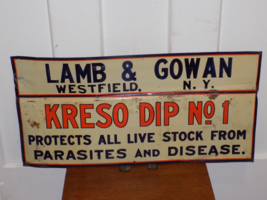 LAMB & GOWAN
WESTFIELD, N. Y.
KRESO DIP No 1
PROTECTS ALL LIVE STOCK FROM
PARASITES AND DISEASE.